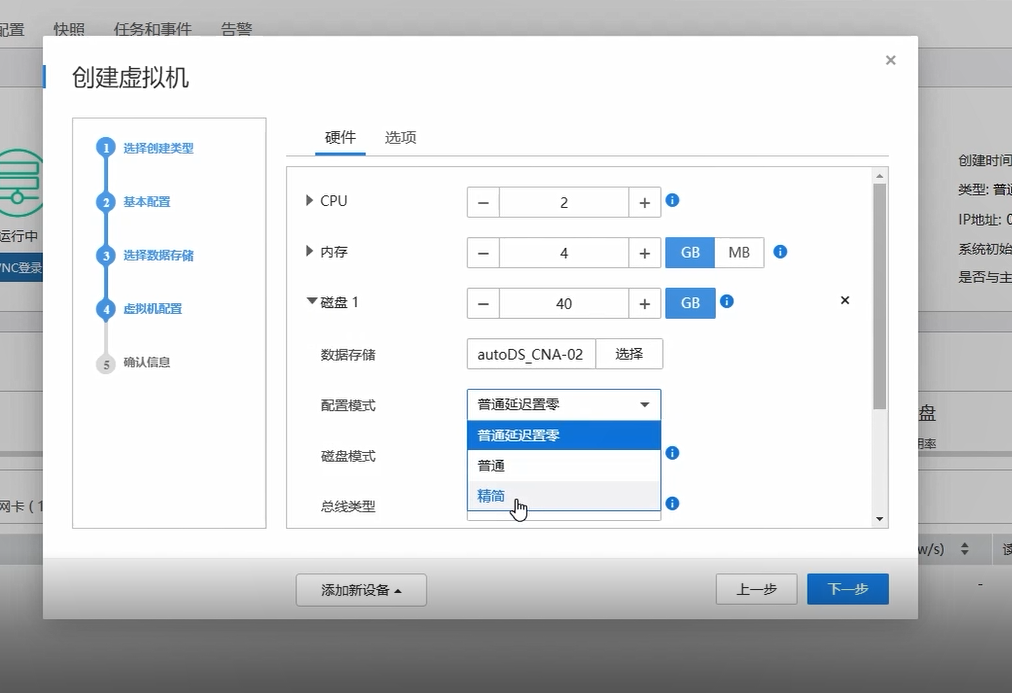 配置 快照 任务和事件 告警
创建虚拟机
×
1 选择创建类型
2 基本配置
3 选择数据存储
4 虚拟机配置
5 确认信息
硬件 选项
CPU − 2 +
内存 − 4 + GB MB
磁盘 1 − 40 + GB ×
数据存储 autoDS_CNA-02 选择
配置模式 普通延迟置零
普通延迟置零
普通
精简
磁盘模式
总线类型
添加新设备
上一步 下一步
运行中
VNC登录
网卡 ( 1
创建时间
类型: 普通
IP地址: 0
系统初始
是否与主
盘
用率
w/s) 读
-